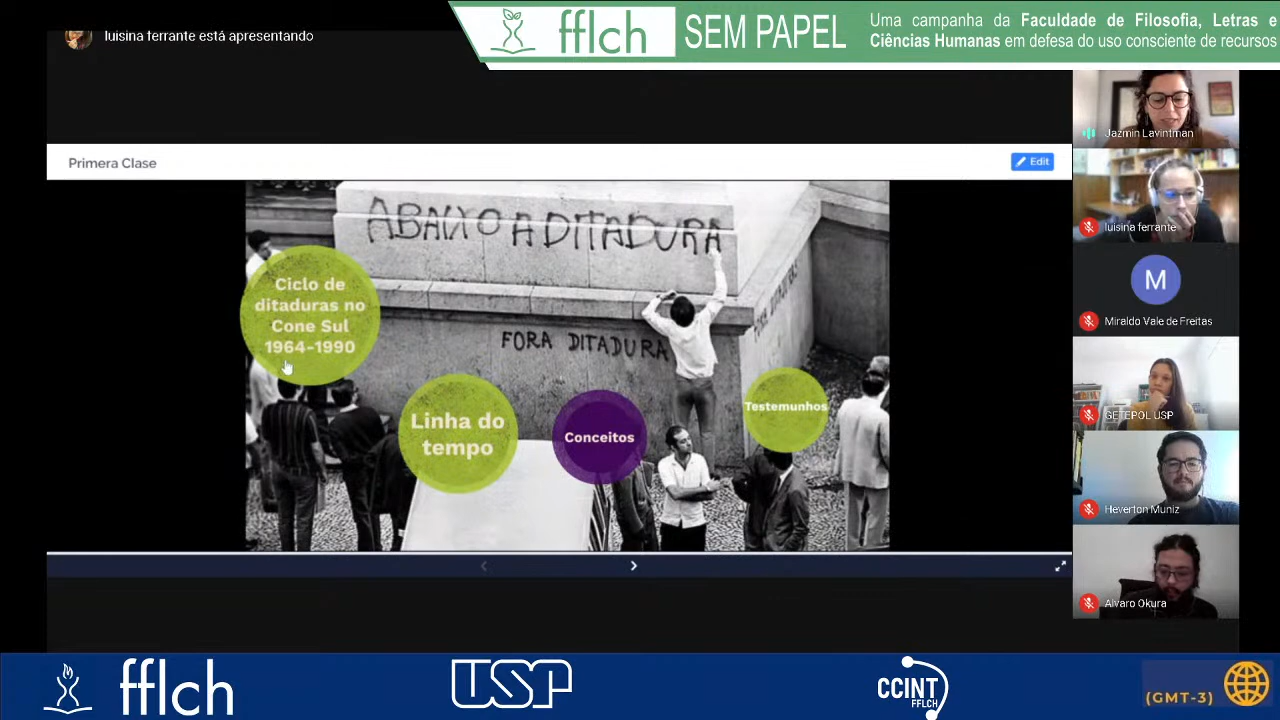 luisina ferrante está apresentando
fflch
SEM PAPEL
Uma campanha da Faculdade de Filosofia, Letras e
Ciências Humanas em defesa do uso consciente de recursos
Primera Clase
Edit
ABAIXO A DITADURA
FORA DITADURA
FORA DITADURA
Ciclo de
ditaduras no
Cone Sul
1964-1990
Linha do
tempo
Conceitos
Testemunhos
Jazmin Lavintman
luisina ferrante
M
Miraldo Vale de Freitas
GETEPOL USP
Heverton Muniz
Alvaro Okura
fflch
USP
CCINT
FFLCH
(GMT-3)